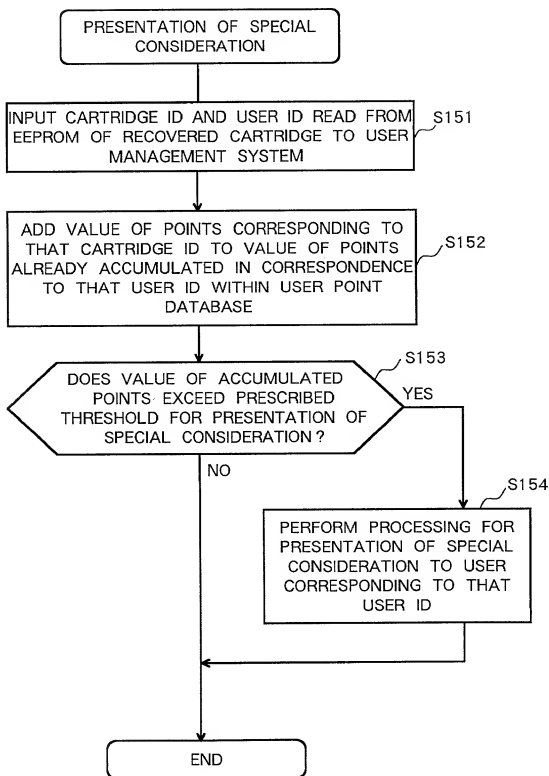 PRESENTATION OF SPECIAL
CONSIDERATION
INPUT CARTRIDGE ID AND USER ID READ FROM
EEPROM OF RECOVERED CARTRIDGE TO USER
MANAGEMENT SYSTEM
S151
ADD VALUE OF POINTS CORRESPONDING TO
THAT CARTRIDGE ID TO VALUE OF POINTS
ALREADY ACCUMULATED IN CORRESPONDENCE
TO THAT USER ID WITHIN USER POINT
DATABASE
S152
DOES VALUE OF ACCUMULATED
POINTS EXCEED PRESCRIBED
THRESHOLD FOR PRESENTATION OF
SPECIAL CONSIDERATION?
S153
YES
NO
S154
PERFORM PROCESSING FOR
PRESENTATION OF SPECIAL
CONSIDERATION TO USER
CORRESPONDING TO THAT
USER ID
END